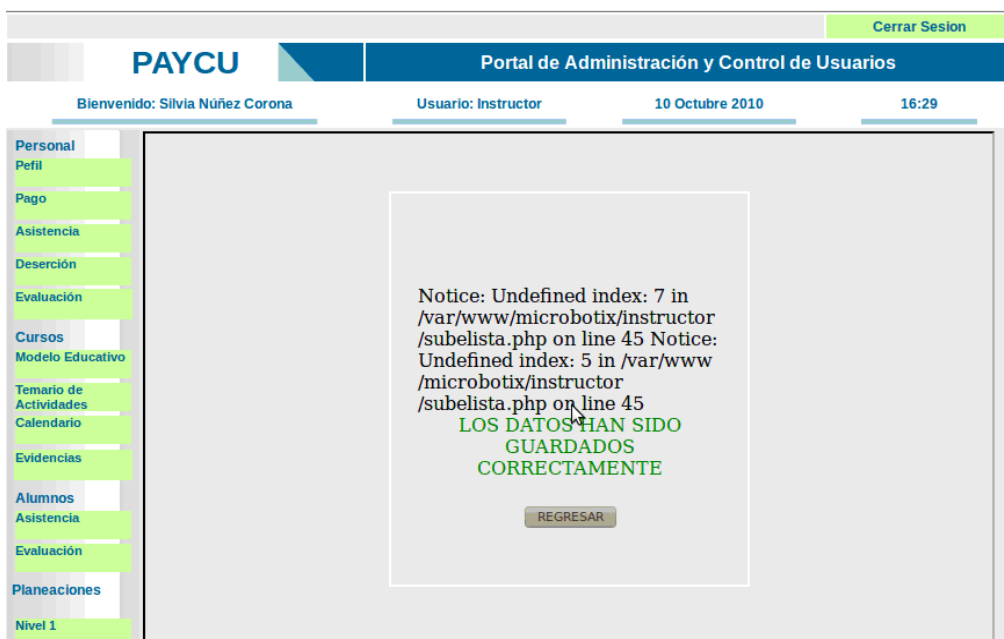 Cerrar Sesion
PAYCU
Portal de Administración y Control de Usuarios
Bienvenido: Silvia Núñez Corona
Usuario: Instructor
10 Octubre 2010
16:29
Personal
Pefil
Pago
Asistencia
Deserción
Evaluación
Cursos
Modelo Educativo
Temario de
Actividades
Calendario
Evidencias
Alumnos
Asistencia
Evaluación
Planeaciones
Nivel 1
Notice: Undefined index: 7 in
/var/www/microbotix/instructor
/subelista.php on line 45 Notice:
Undefined index: 5 in /var/www
/microbotix/instructor
/subelista.php on line 45
LOS DATOS HAN SIDO
GUARDADOS
CORRECTAMENTE
REGRESAR